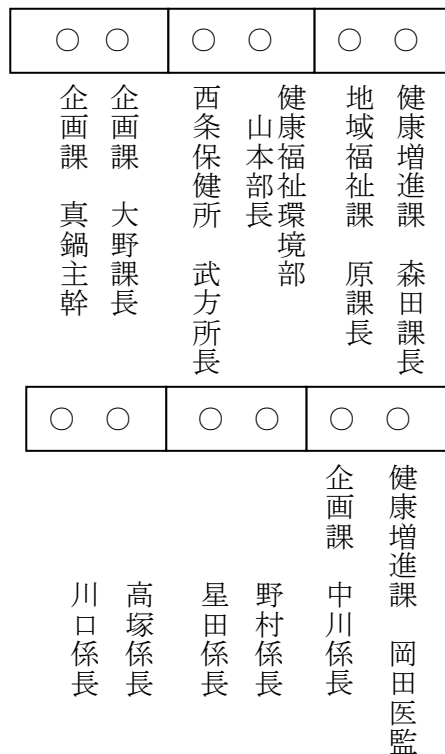 ○ ○ ○ ○ ○ ○
健康増進課 森田課長
地域福祉課 原課長
健康福祉環境部
山本部長
西条保健所 武方所長
企画課 大野課長
企画課 真鍋主幹
○ ○ ○ ○ ○ ○
健康増進課 岡田医監
企画課 中川係長
野村係長
星田係長
高塚係長
川口係長